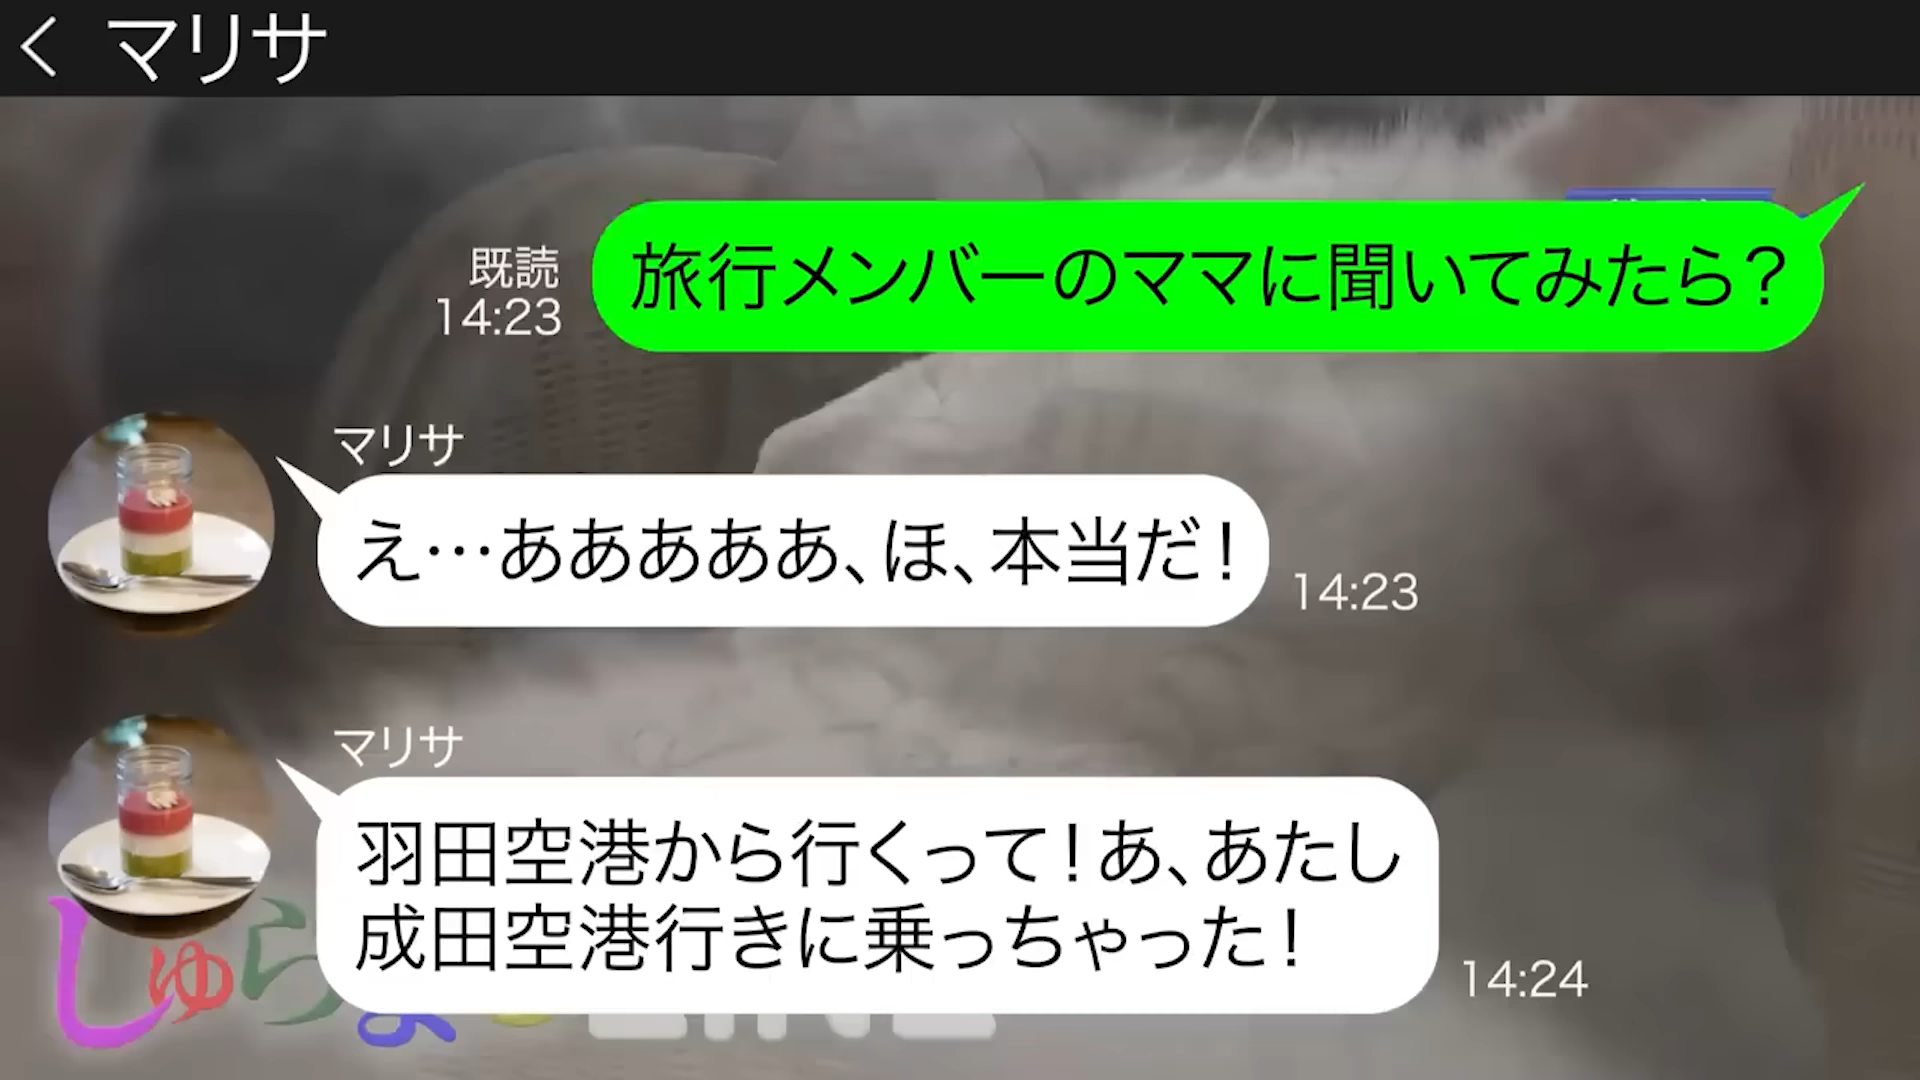 マリサ
旅行メンバーのママに聞いてみたら？
既読
14:23
マリサ
え…あああああ、ほ、本当だ！
14:23
マリサ
羽田空港から行くって！あ、あたし
成田空港行きに乗っちゃった！
14:24
しゅら